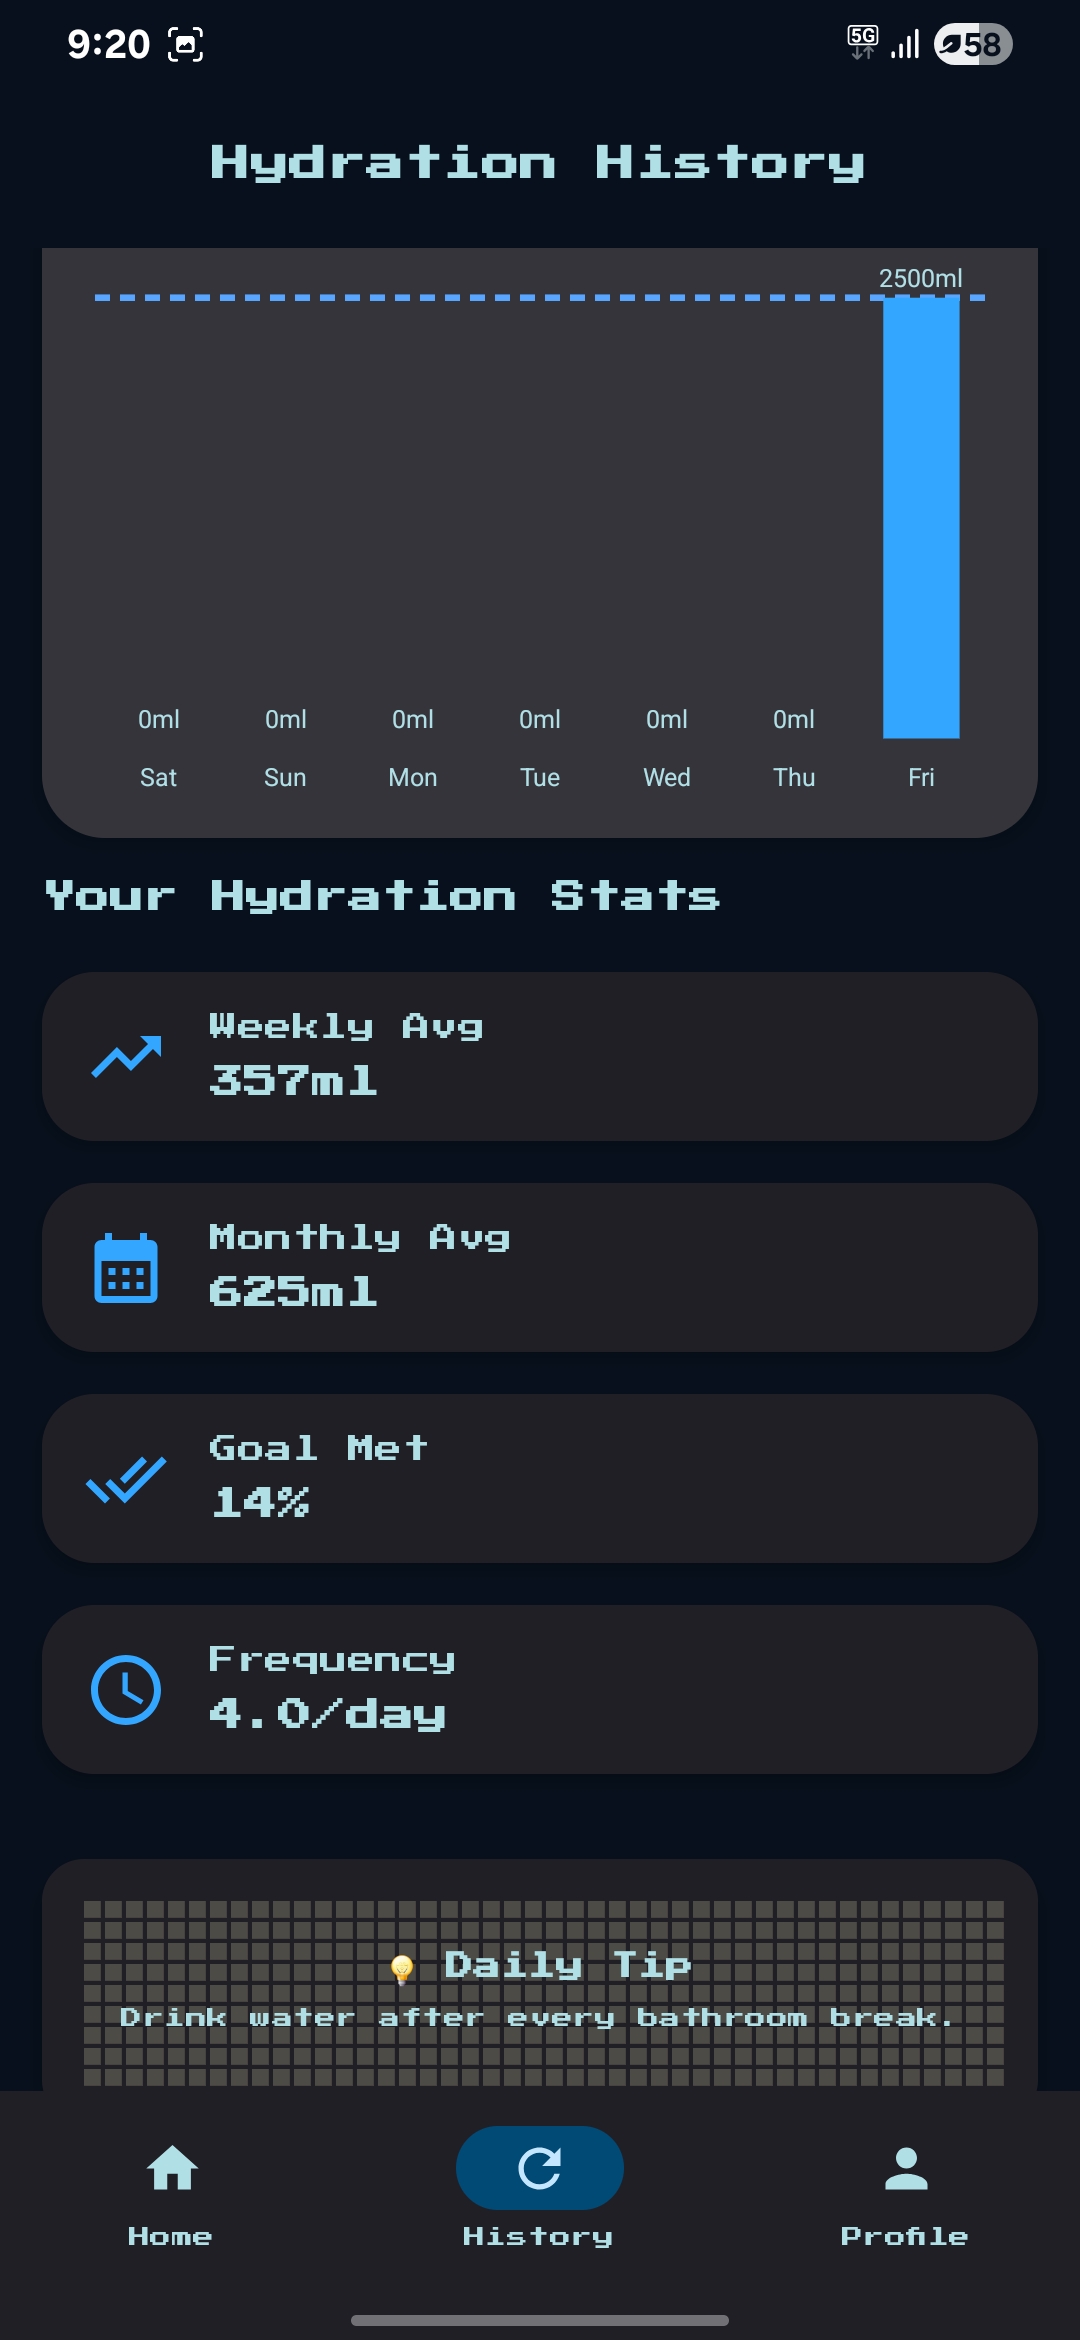 9:20 5G 58
Hydration History
2500ml
0ml 0ml 0ml 0ml 0ml 0ml
Sat Sun Mon Tue Wed Thu Fri
Your Hydration Stats
Weekly Avg
357ml
Monthly Avg
625ml
Goal Met
14%
Frequency
4.0/day
💡 Daily Tip
Drink water after every bathroom break.
Home History Profile